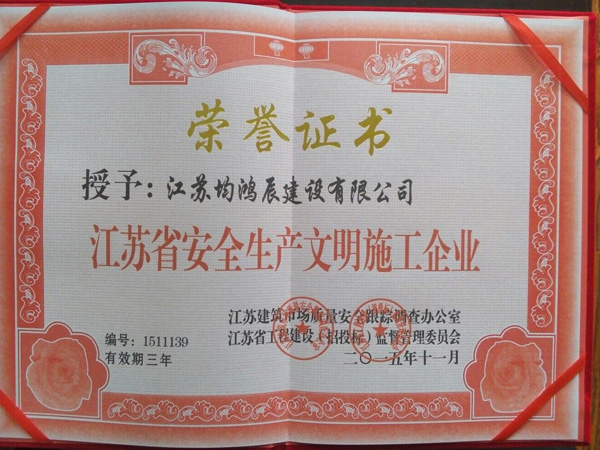 荣誉证书
授予：江苏均鸿辰建设有限公司
江苏省安全生产文明施工企业
江苏建筑市场质量安全跟踪调查办公室
江苏省工程建设（招投标）监督管理委员会
编号：1511139
有效期三年
二〇一五年十一月